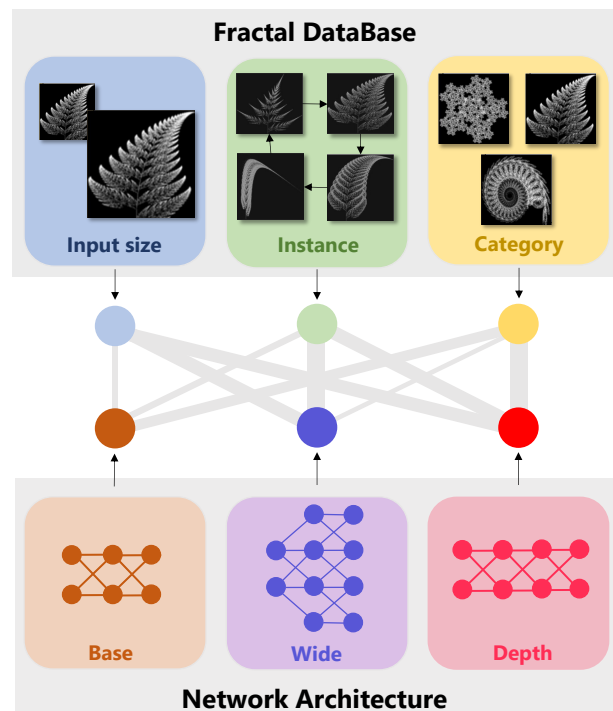 Fractal DataBase
Input size
Instance
Category
Base
Wide
Depth
Network Architecture